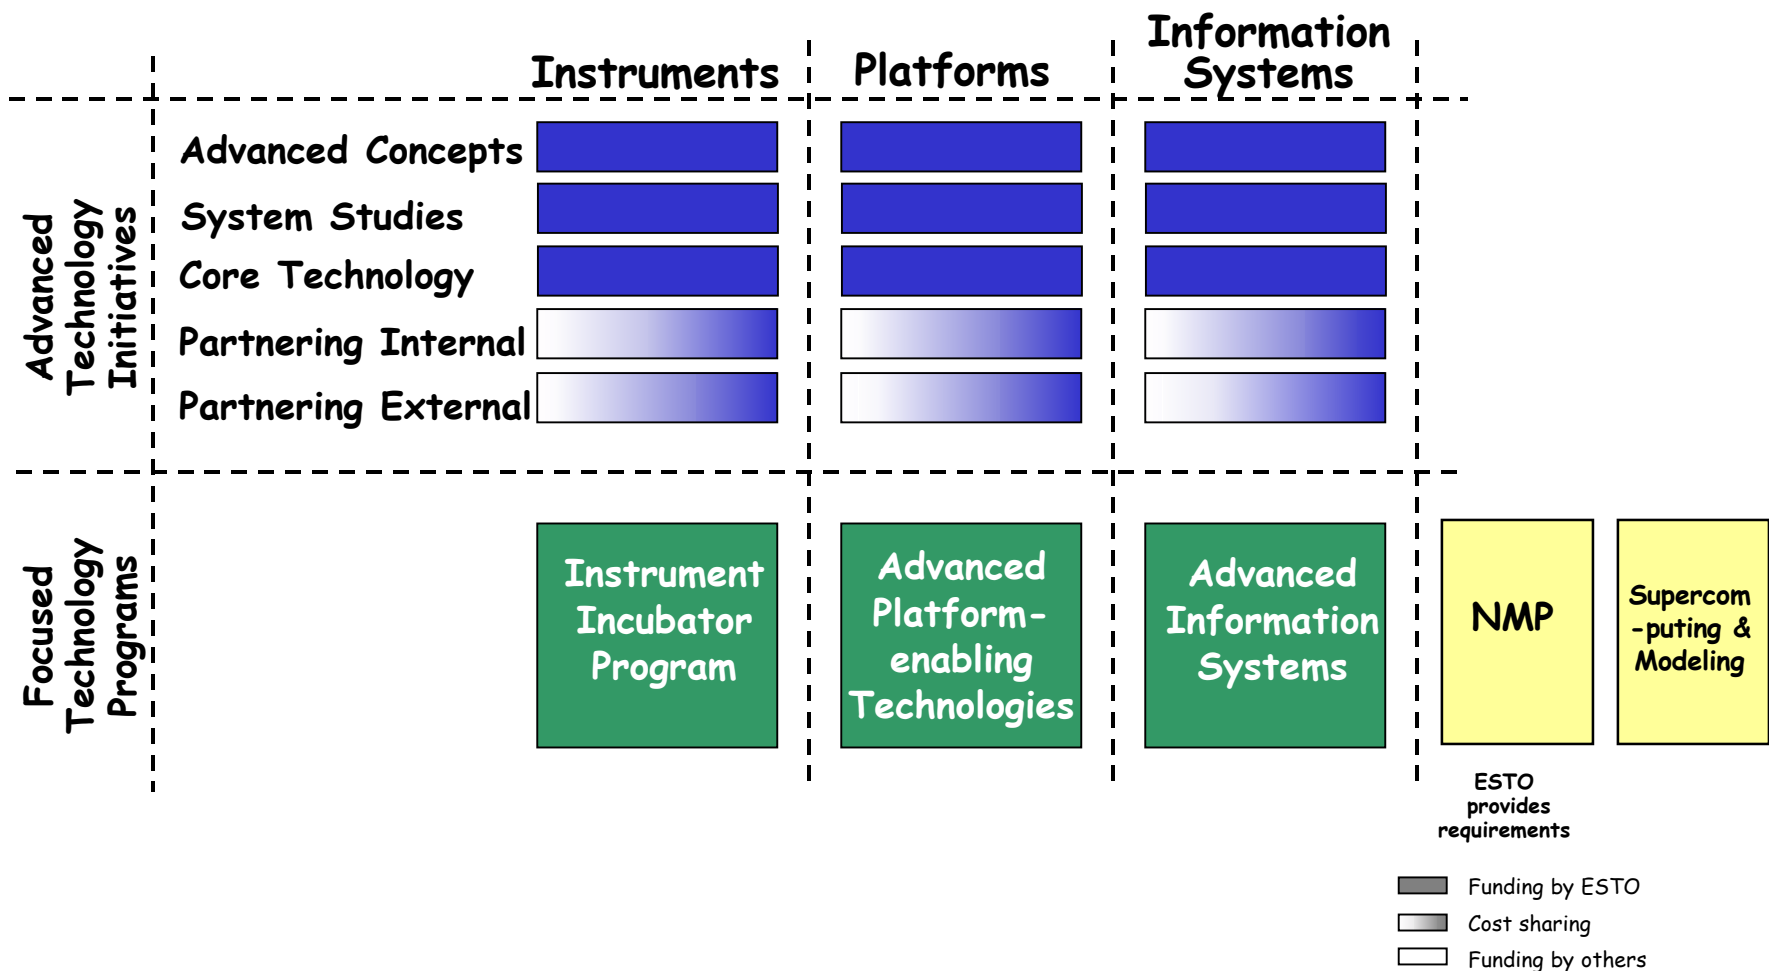 Instruments
Platforms
Information
Systems
Advanced
Technology
Initiatives
Advanced Concepts
System Studies
Core Technology
Partnering Internal
Partnering External
Focused
Technology
Programs
Instrument
Incubator
Program
Advanced
Platform-
enabling
Technologies
Advanced
Information
Systems
NMP
Supercom
-puting &
Modeling
ESTO
provides
requirements
Funding by ESTO
Cost sharing
Funding by others